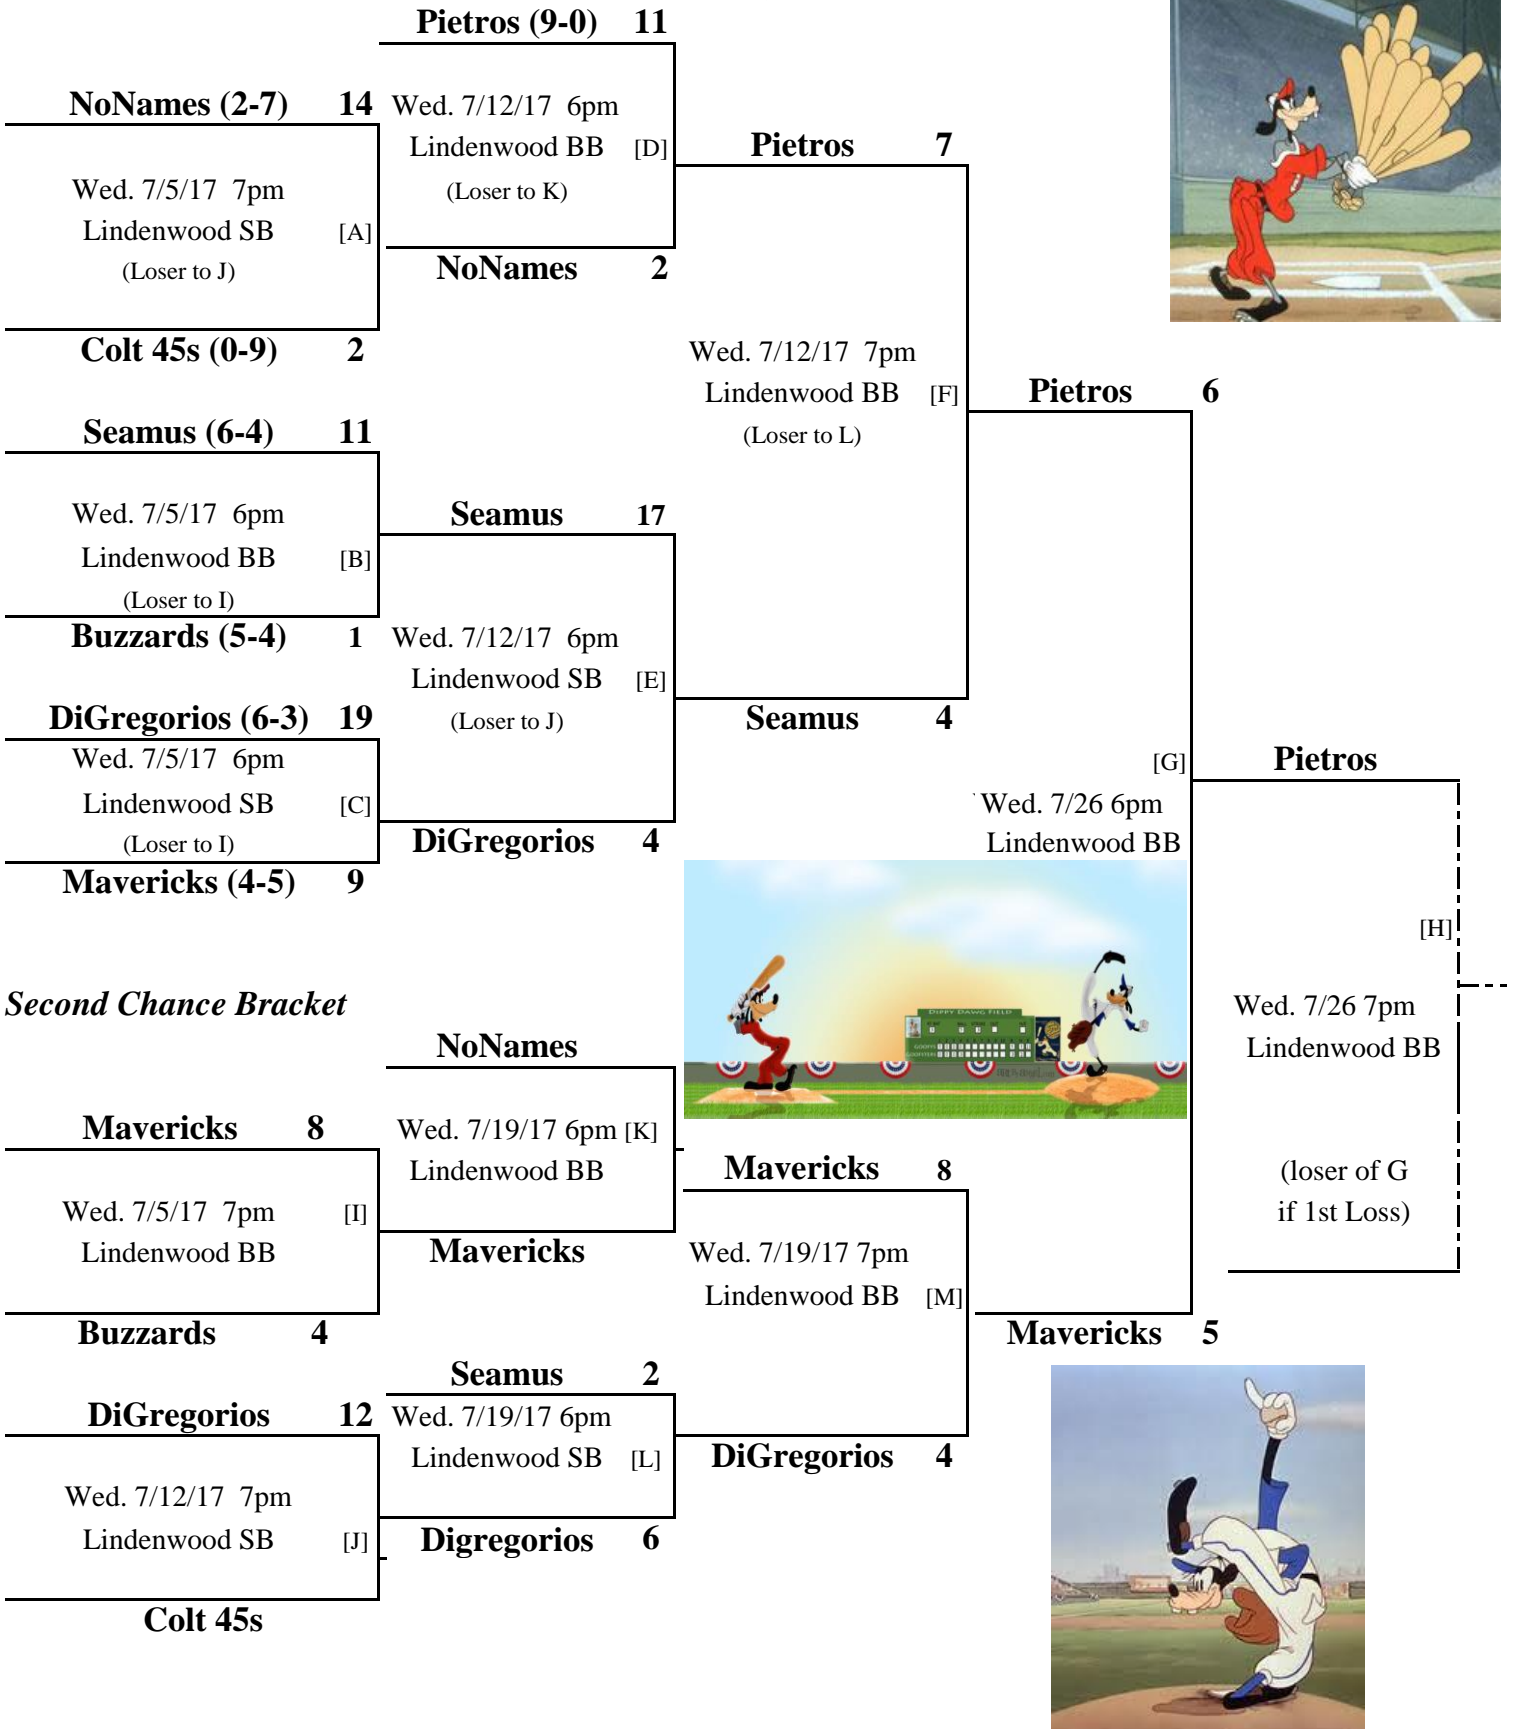 Pietros (9-0) 11
NoNames (2-7) 14
Wed. 7/12/17 6pm
Lindenwood BB [D]
(Loser to K)
Pietros 7
Wed. 7/5/17 7pm
Lindenwood SB [A]
(Loser to J)
NoNames 2
Colt 45s (0-9) 2
Wed. 7/12/17 7pm
Lindenwood BB [F]
(Loser to L)
Pietros 6
Seamus (6-4) 11
Wed. 7/5/17 6pm
Lindenwood BB [B]
(Loser to I)
Seamus 17
Buzzards (5-4) 1
Wed. 7/12/17 6pm
Lindenwood SB [E]
(Loser to J)
Seamus 4
DiGregorios (6-3) 19
Wed. 7/5/17 6pm
Lindenwood SB [C]
(Loser to I)
[G]
Pietros
Wed. 7/26 6pm
Lindenwood BB
DiGregorios 4
Mavericks (4-5) 9
[H]
Second Chance Bracket
DIPPY DAWG FIELD
Wed. 7/26 7pm
Lindenwood BB
NoNames
Mavericks 8
Wed. 7/19/17 6pm [K]
Lindenwood BB
Mavericks 8
(loser of G
if 1st Loss)
Wed. 7/5/17 7pm [I]
Lindenwood BB
Mavericks
Wed. 7/19/17 7pm
Lindenwood BB [M]
Buzzards 4
Mavericks 5
Seamus 2
DiGregorios 12
Wed. 7/19/17 6pm
Lindenwood SB [L]
DiGregorios 4
Wed. 7/12/17 7pm
Lindenwood SB [J]
Digregorios 6
Colt 45s